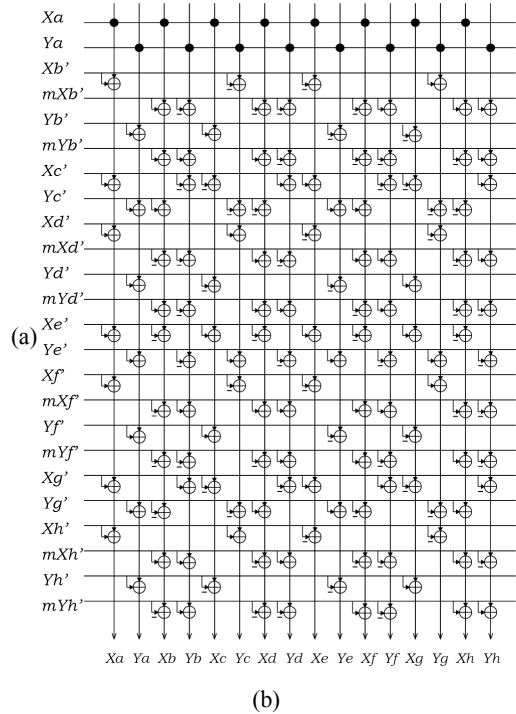 Xa
Ya
Xb'
mXb'
Yb'
mYb'
Xc'
Yc'
Xd'
mXd'
Yd'
mYd'
(a)
Xe'
Ye'
Xf'
mXf'
Yf'
mYf'
Xg'
Yg'
Xh'
mXh'
Yh'
mYh'
Xa Ya Xb Yb Xc Yc Xd Yd Xe Ye Xf Yf Xg Yg Xh Yh
(b)